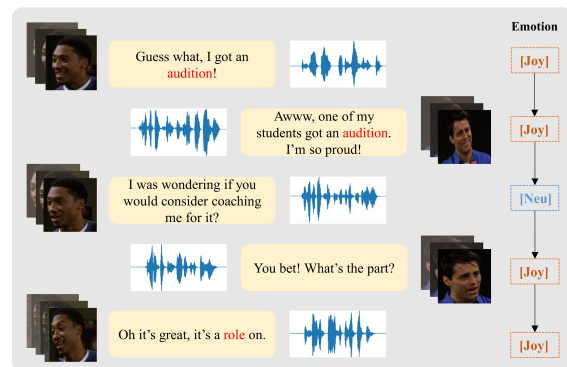 Emotion
Guess what, I got an
audition!
[Joy]
Awww, one of my
students got an audition.
I'm so proud!
[Joy]
I was wondering if you
would consider coaching
me for it?
[Neu]
You bet! What's the part?
[Joy]
Oh it's great, it's a role on.
[Joy]